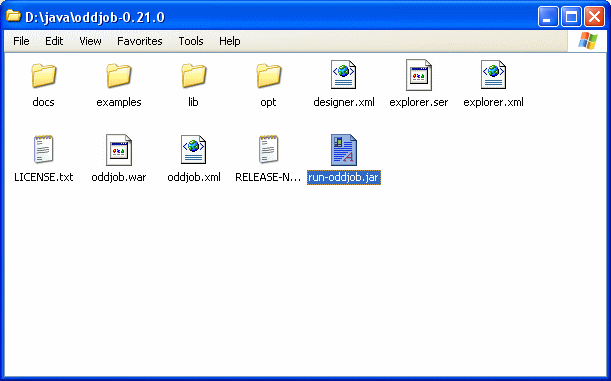 D:\java\oddjob-0.21.0
File Edit View Favorites Tools Help
docs examples lib opt designer.xml explorer.ser explorer.xml
LICENSE.txt oddjob.war oddjob.xml RELEASE-N... run-oddjob.jar